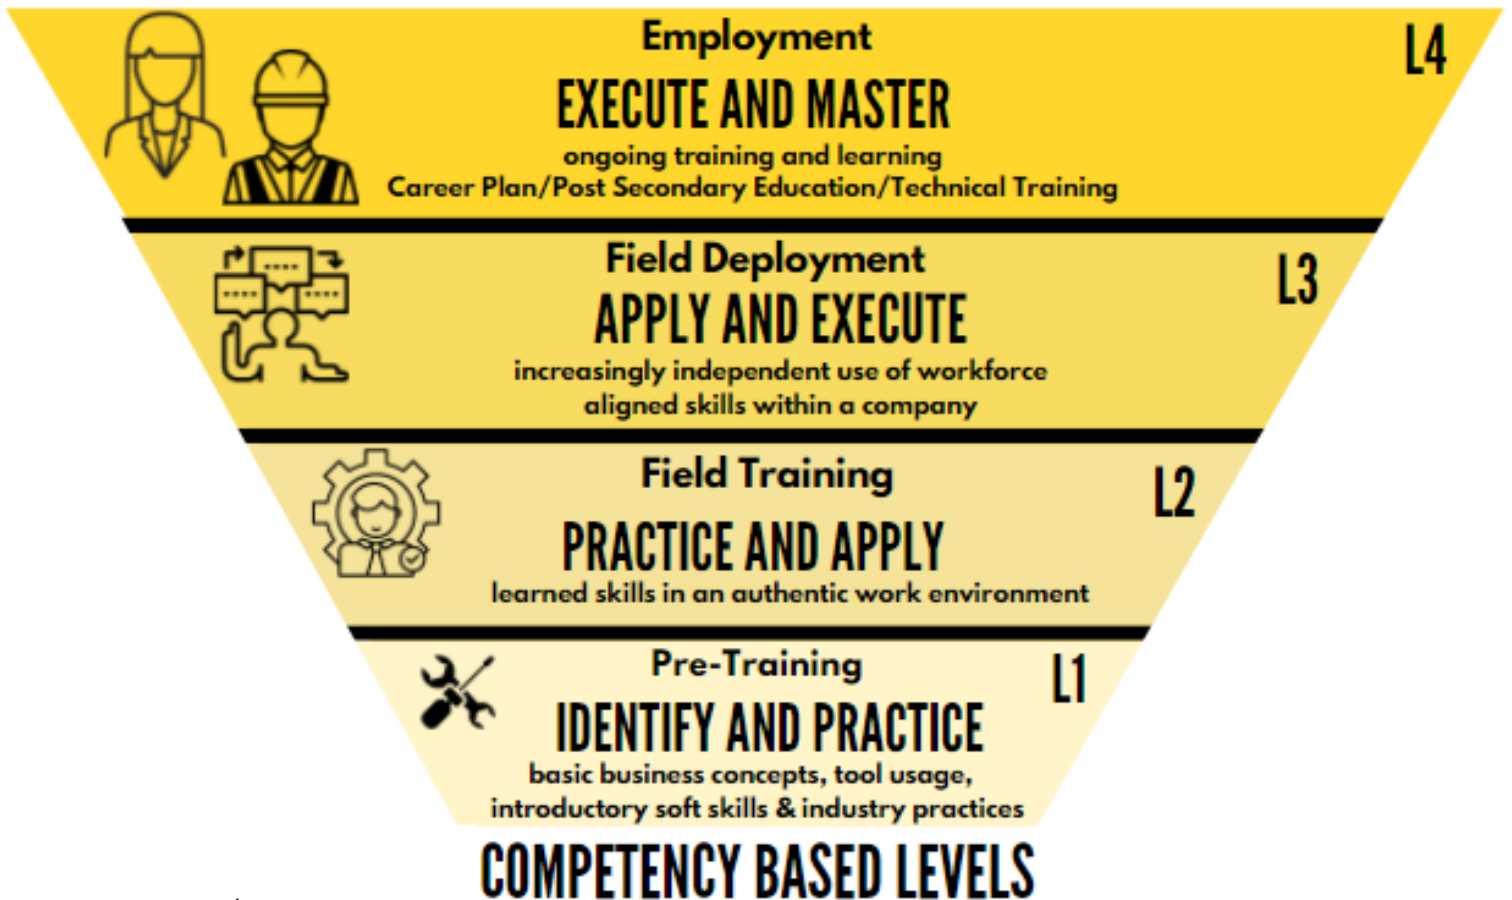 Employment
L4
EXECUTE AND MASTER
ongoing training and learning
Career Plan/Post Secondary Education/Technical Training
Field Deployment
L3
APPLY AND EXECUTE
increasingly independent use of workforce
aligned skills within a company
Field Training
L2
PRACTICE AND APPLY
learned skills in an authentic work environment
Pre-Training
L1
IDENTIFY AND PRACTICE
basic business concepts, tool usage,
introductory soft skills & industry practices
COMPETENCY BASED LEVELS